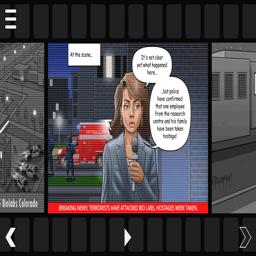 At the scene...
It's not clear
yet what happened
here...
...but police
have confirmed
that one employee
from the research
centre and his family
have been taken
hostage!
BREAKING NEWS: TERRORISTS HAVE ATTACKED BIO LABS, HOSTAGES WERE TAKEN.
Biolabs Colorado